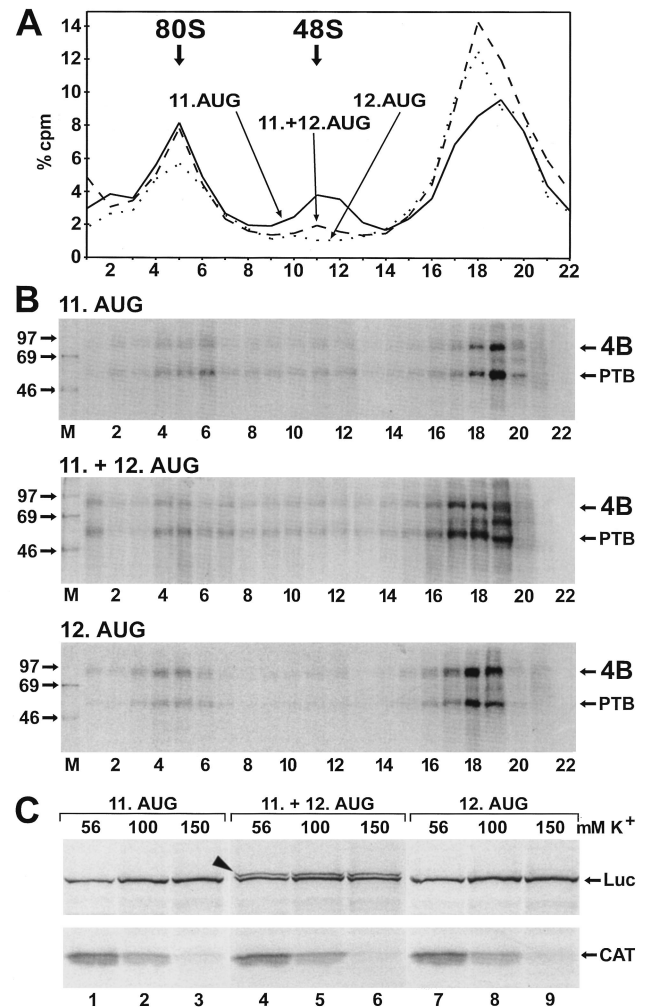 A
80S 48S
11.AUG 12.AUG
11.+12.AUG
% cpm
14
12
10
8
6
4
2
0
2 4 6 8 10 12 14 16 18 20 22
B
11. AUG
97
69
46
4B
PTB
M 2 4 6 8 10 12 14 16 18 20 22
11. + 12. AUG
97
69
46
4B
PTB
M 2 4 6 8 10 12 14 16 18 20 22
12. AUG
97
69
46
4B
PTB
M 2 4 6 8 10 12 14 16 18 20 22
C
11. AUG 11. + 12. AUG 12. AUG
56 100 150 56 100 150 56 100 150 mM K+
Luc
CAT
1 2 3 4 5 6 7 8 9